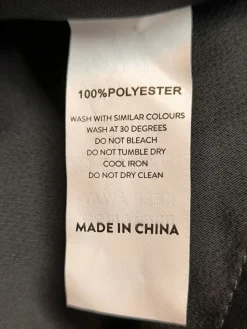 100%POLYESTER
WASH WITH SIMILAR COLOURS
WASH AT 30 DEGREES
DO NOT BLEACH
DO NOT TUMBLE DRY
COOL IRON
DO NOT DRY CLEAN
MADE IN CHINA